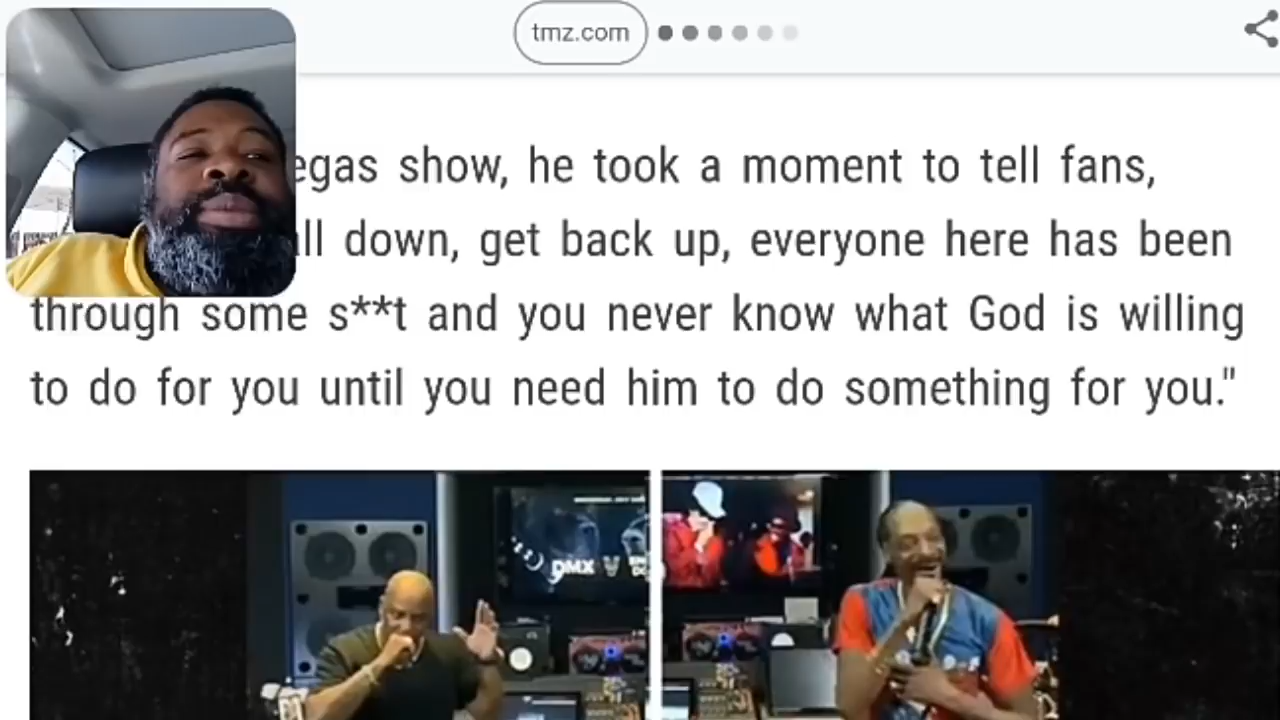 tmz.com
egas show, he took a moment to tell fans,
all down, get back up, everyone here has been
through some s**t and you never know what God is willing
to do for you until you need him to do something for you."
DMX V